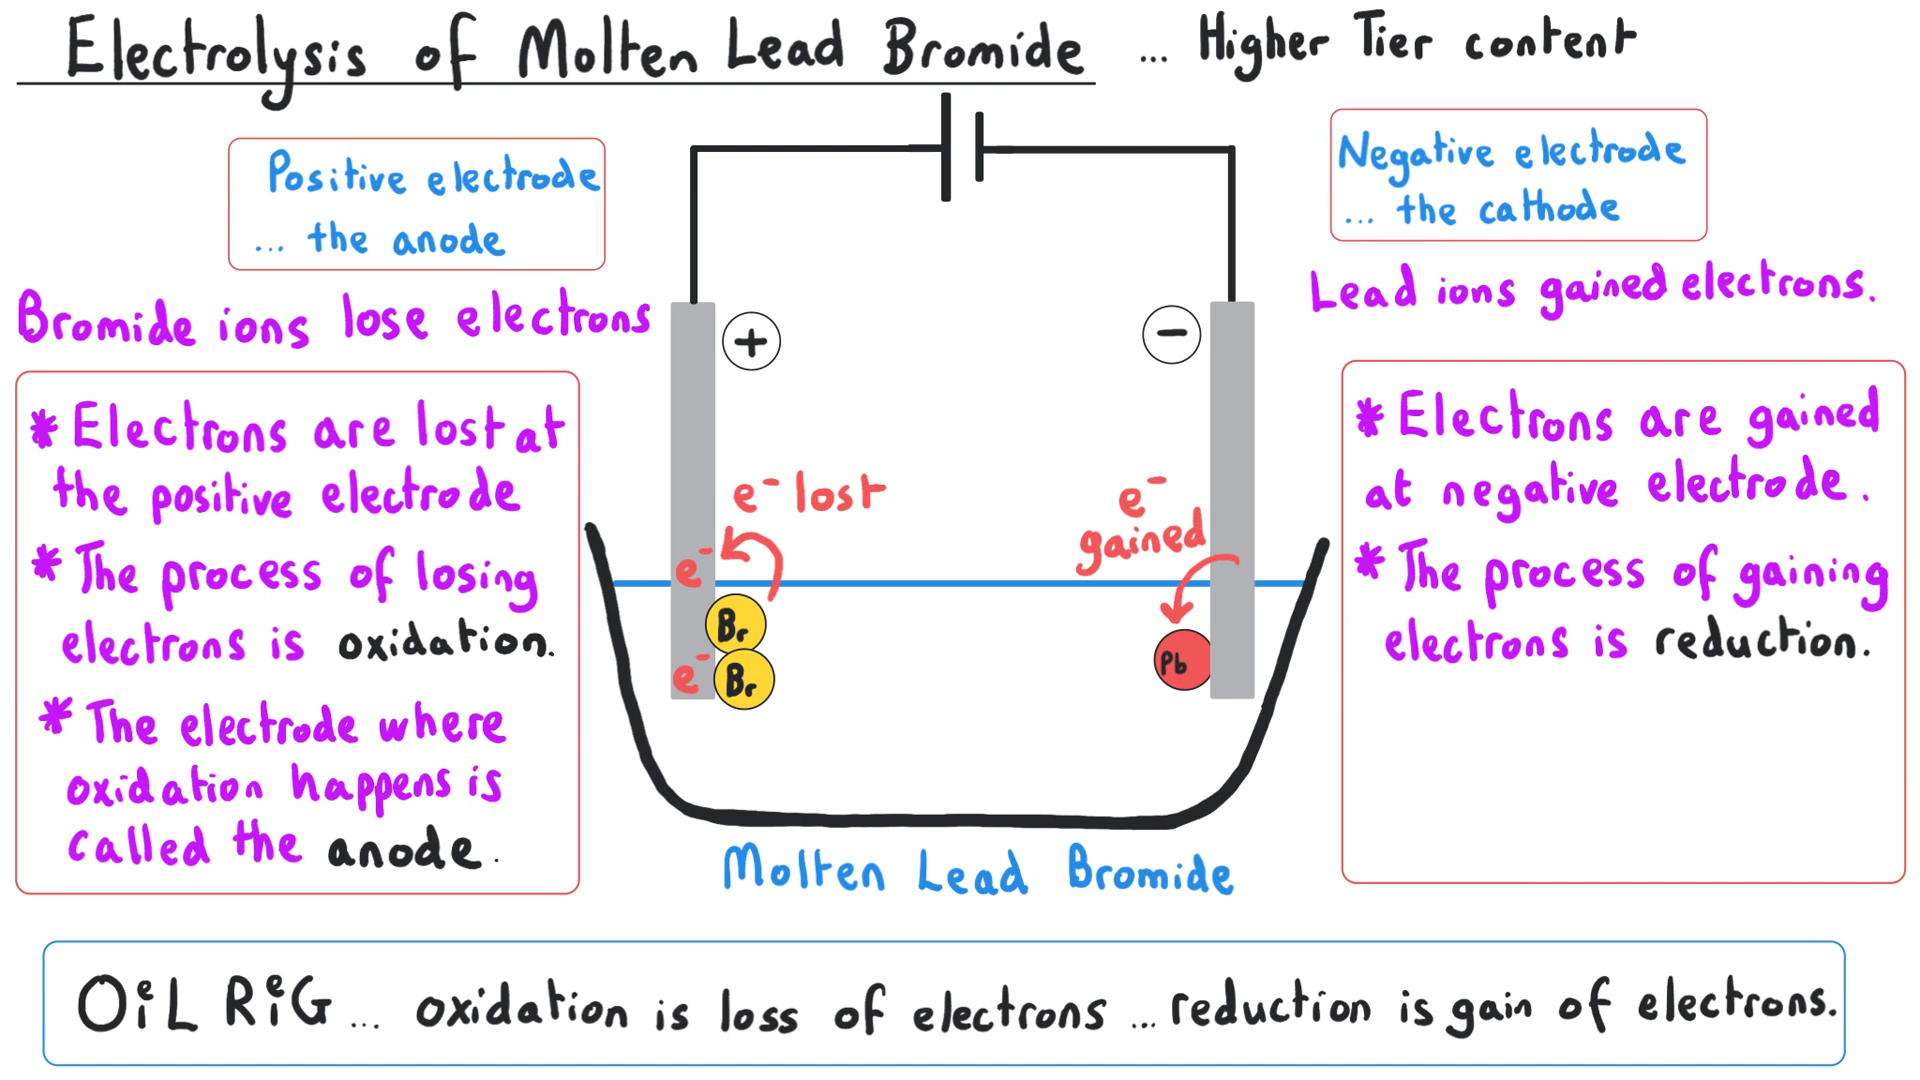 Electrolysis of Molten Lead Bromide ... Higher Tier content
Positive electrode
... the anode
Negative electrode
... the cathode
Bromide ions lose electrons
Lead ions gained electrons.
+
−
* Electrons are lost at
the positive electrode
* The process of losing
electrons is oxidation.
* The electrode where
oxidation happens is
called the anode.
e⁻ lost
e⁻
Br
e⁻
Br
e⁻
gained
Pb
* Electrons are gained
at negative electrode.
* The process of gaining
electrons is reduction.
Molten Lead Bromide
OiᵉL RiᵉG ... oxidation is loss of electrons ... reduction is gain of electrons.